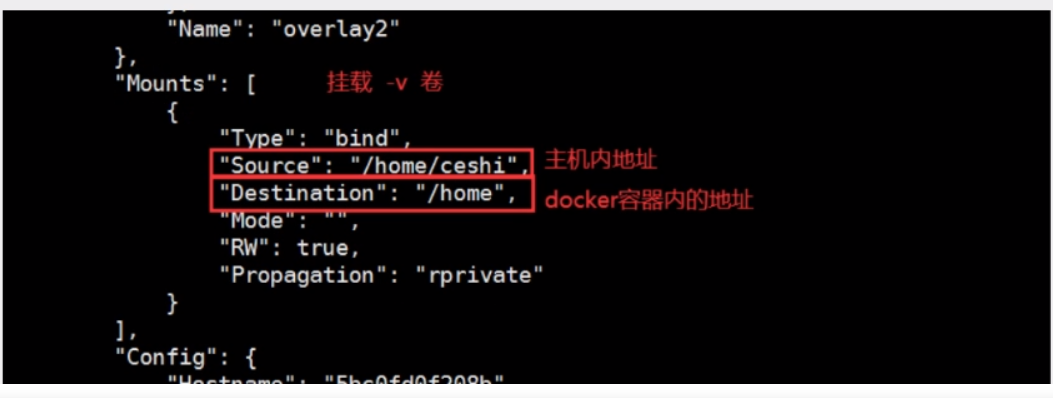 "Name": "overlay2"
},
"Mounts": [ 挂载 -v 卷
{
"Type": "bind",
"Source": "/home/ceshi", 主机内地址
"Destination": "/home", docker容器内的地址
"Mode": "",
"RW": true,
"Propagation": "rprivate"
}
],
"Config": {
"Hostname": "5bc0fd0f208b"